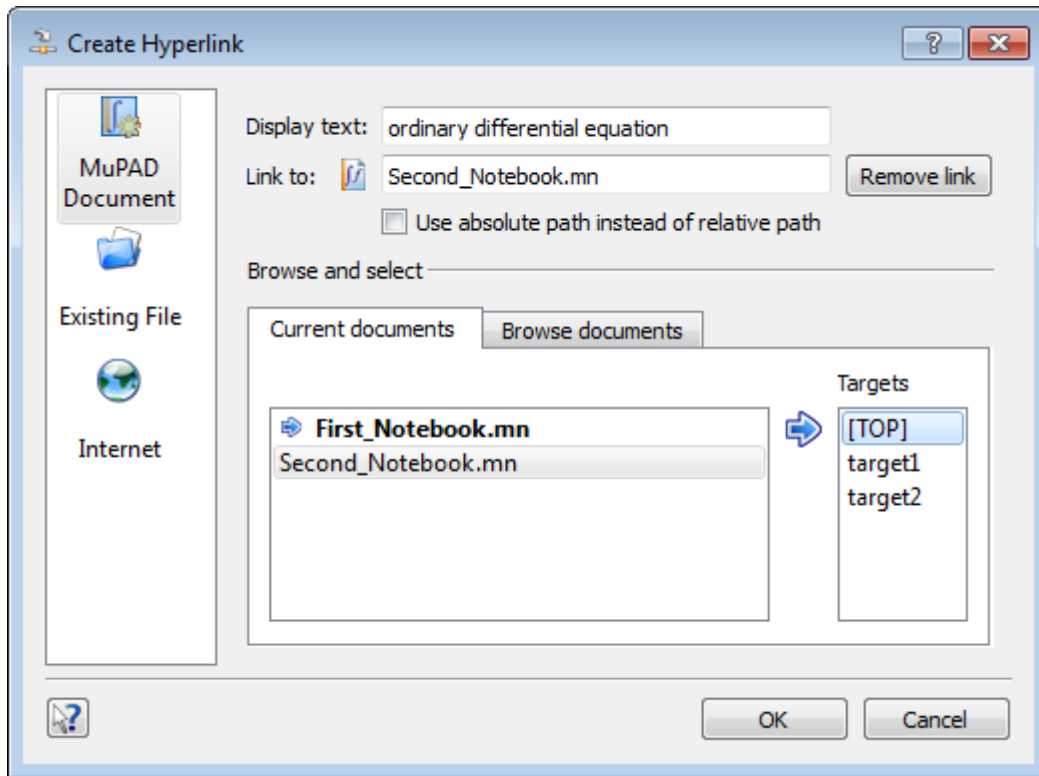 Create Hyperlink
MuPAD
Document
Existing File
Internet
Display text: ordinary differential equation
Link to: Second_Notebook.mn Remove link
Use absolute path instead of relative path
Browse and select
Current documents Browse documents
Targets
First_Notebook.mn
Second_Notebook.mn
[TOP]
target1
target2
OK Cancel